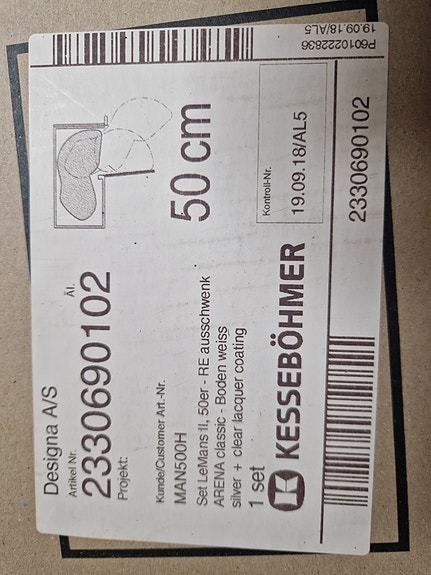 Designa A/S
Artikel Nr. Äl.
2330690102
Projekt:
50 cm
Kunde/Customer Art.-Nr.
MAN500H
Set LeMans II, 50er - RE ausschwenk
ARENA classic - Boden weiss
silver + clear lacquer coating
1 set
KESSEBÖHMER
Kontroll-Nr.
19.09.18/AL5
2330690102
P6010222836
19.09.18/AL5